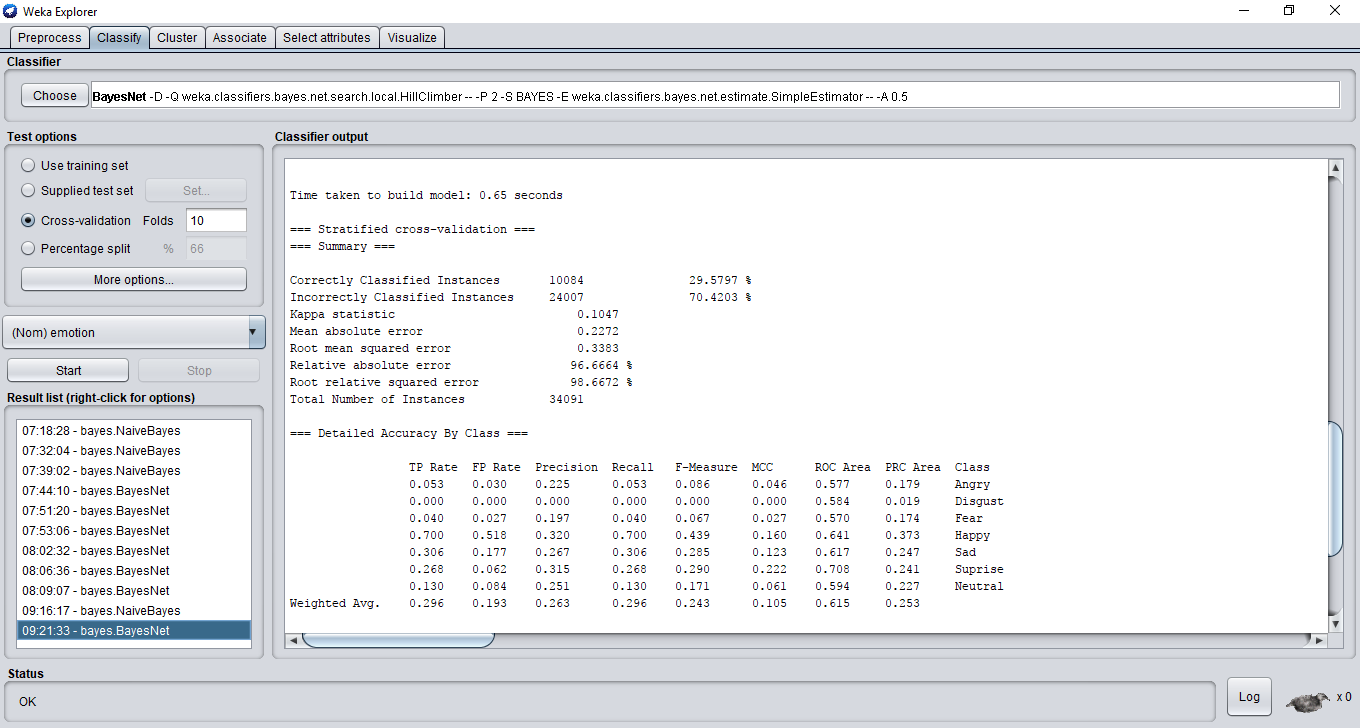 Weka Explorer
Preprocess Classify Cluster Associate Select attributes Visualize
Classifier
Choose BayesNet -D -Q weka.classifiers.bayes.net.search.local.HillClimber -- -P 2 -S BAYES -E weka.classifiers.bayes.net.estimate.SimpleEstimator -- -A 0.5
Test options
Use training set
Supplied test set Set...
Cross-validation Folds 10
Percentage split % 66
More options...
(Nom) emotion
Start Stop
Result list (right-click for options)
07:18:28 - bayes.NaiveBayes
07:32:04 - bayes.NaiveBayes
07:39:02 - bayes.NaiveBayes
07:44:10 - bayes.BayesNet
07:51:20 - bayes.BayesNet
07:53:06 - bayes.BayesNet
08:02:32 - bayes.BayesNet
08:06:36 - bayes.BayesNet
08:09:07 - bayes.BayesNet
09:16:17 - bayes.NaiveBayes
09:21:33 - bayes.BayesNet
Classifier output
Time taken to build model: 0.65 seconds
=== Stratified cross-validation ===
=== Summary ===
Correctly Classified Instances 10084 29.5797 %
Incorrectly Classified Instances 24007 70.4203 %
Kappa statistic 0.1047
Mean absolute error 0.2272
Root mean squared error 0.3383
Relative absolute error 96.6664 %
Root relative squared error 98.6672 %
Total Number of Instances 34091
=== Detailed Accuracy By Class ===
TP Rate FP Rate Precision Recall F-Measure MCC ROC Area PRC Area Class
0.053 0.030 0.225 0.053 0.086 0.046 0.577 0.179 Angry
0.000 0.000 0.000 0.000 0.000 0.000 0.584 0.019 Disgust
0.040 0.027 0.197 0.040 0.067 0.027 0.570 0.174 Fear
0.700 0.518 0.320 0.700 0.439 0.160 0.641 0.373 Happy
0.306 0.177 0.267 0.306 0.285 0.123 0.617 0.247 Sad
0.268 0.062 0.315 0.268 0.290 0.222 0.708 0.241 Suprise
0.130 0.084 0.251 0.130 0.171 0.061 0.594 0.227 Neutral
Weighted Avg. 0.296 0.193 0.263 0.296 0.243 0.105 0.615 0.253
Status
OK
Log x 0